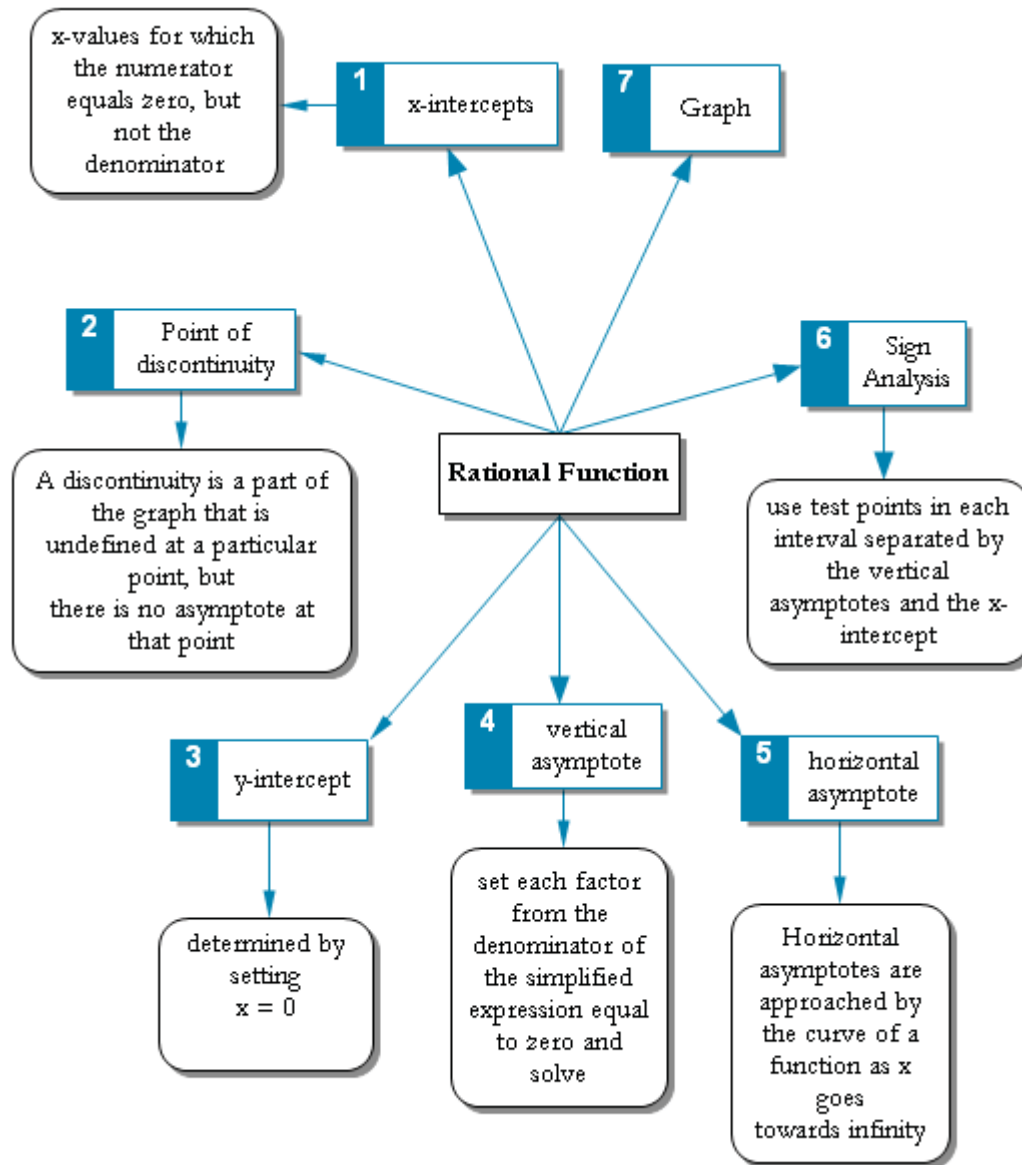 x-values for which
the numerator
equals zero, but
not the
denominator
1
x-intercepts
7
Graph
2
Point of
discontinuity
6
Sign
Analysis
Rational Function
A discontinuity is a part of
the graph that is
undefined at a particular
point, but
there is no asymptote at
that point
use test points in each
interval separated by
the vertical
asymptotes and the x-
intercept
3
y-intercept
4
vertical
asymptote
5
horizontal
asymptote
determined by
setting
x = 0
set each factor
from the
denominator of
the simplified
expression equal
to zero and
solve
Horizontal
asymptotes are
approached by
the curve of a
function as x
goes
towards infinity